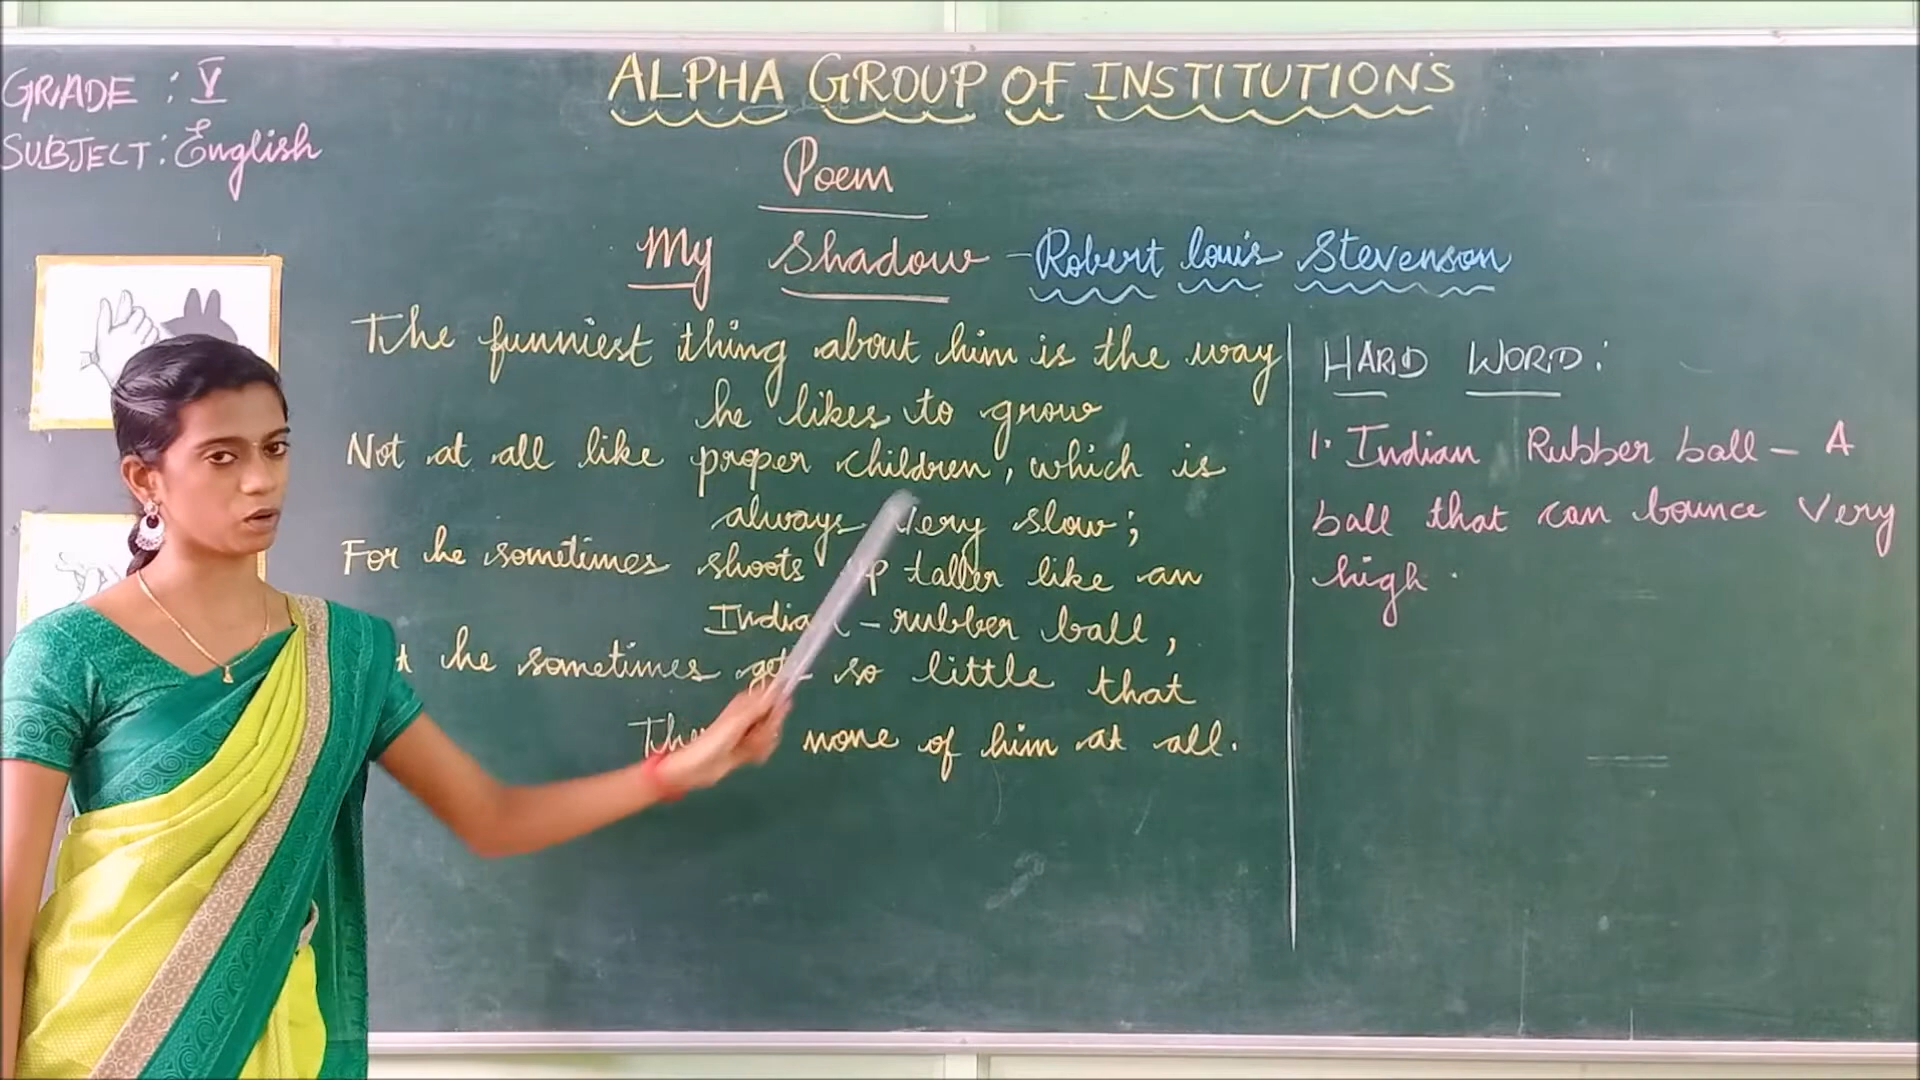 GRADE : V
SUBJECT : English
ALPHA GROUP OF INSTITUTIONS
Poem
My Shadow - Robert Louis Stevenson
The funniest thing about him is the way
he likes to grow
Not at all like proper children, which is
always very slow;
For he sometimes shoots up taller like an
Indian-rubber ball,
he sometimes gets so little that
none of him at all.
HARD WORD:
1. Indian Rubber ball - A
ball that can bounce very
high.